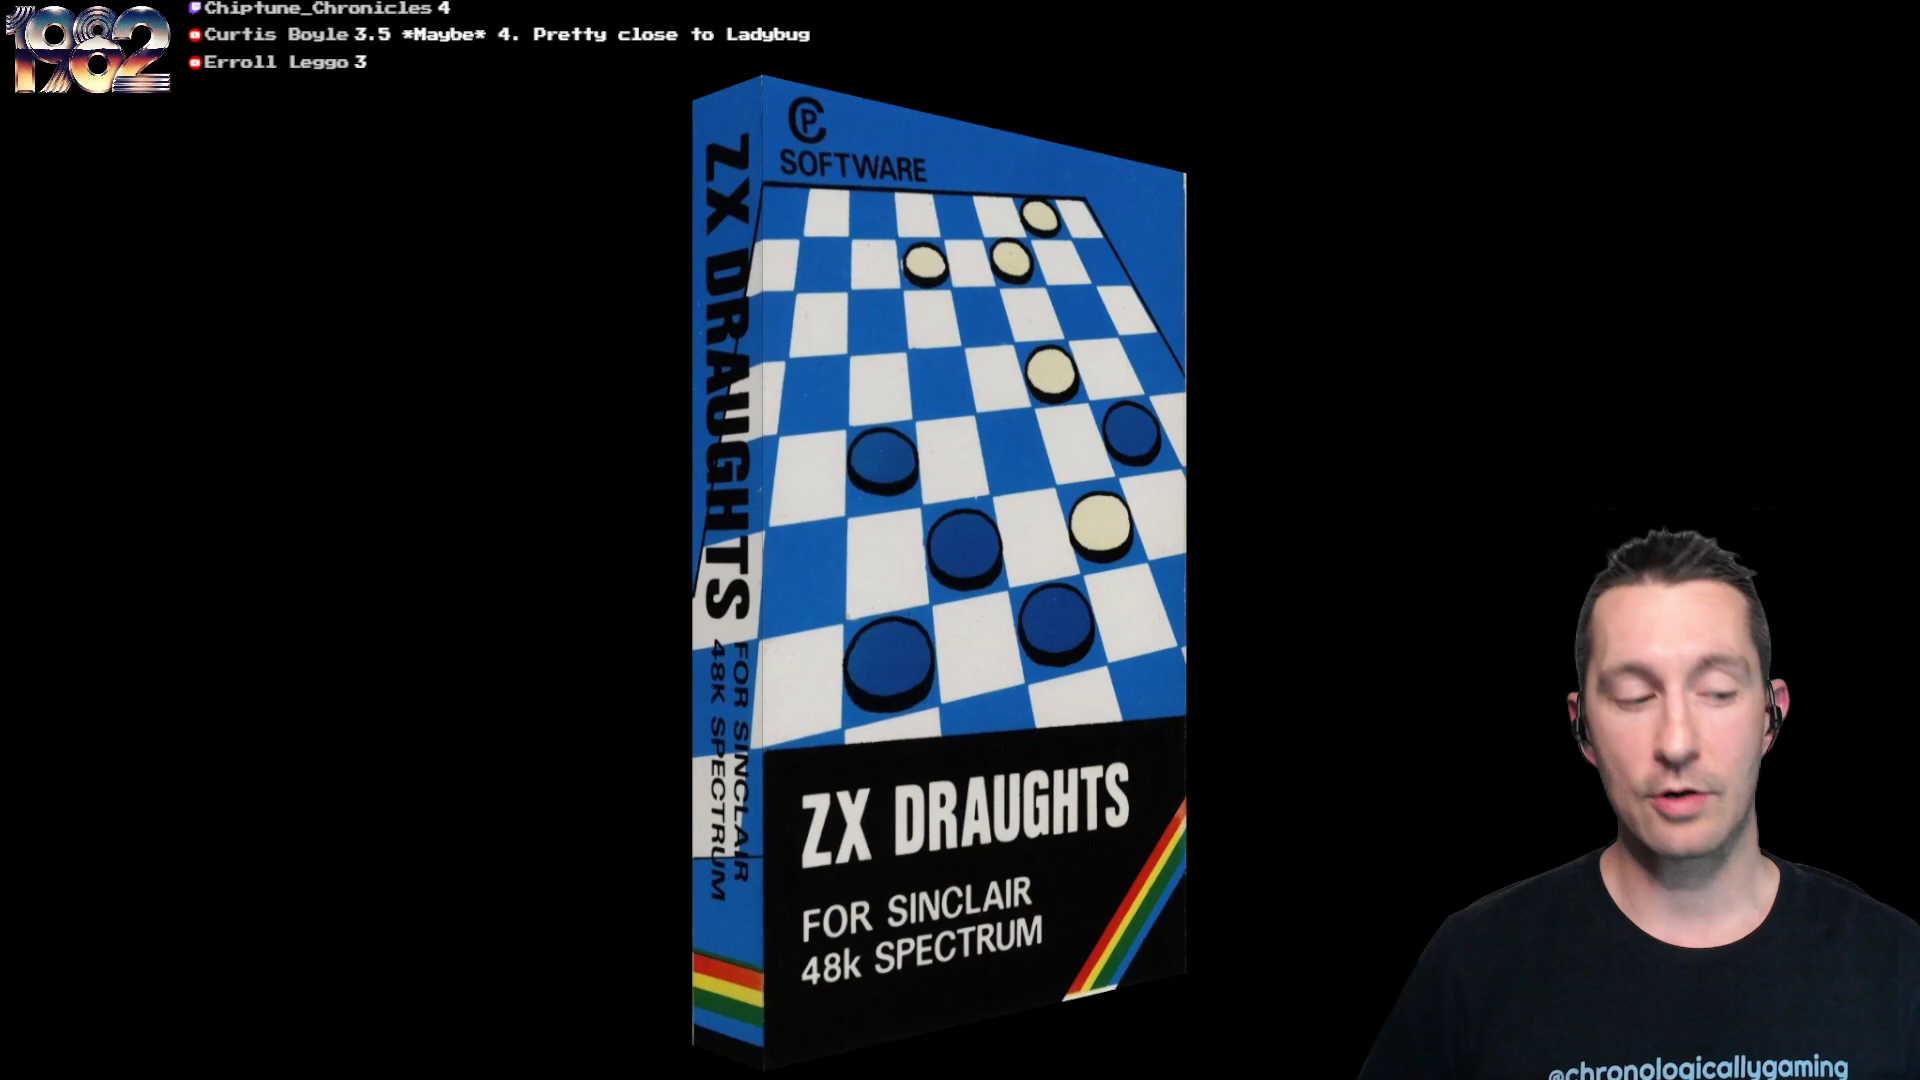 1982
Chiptune_Chronicles 4
Curtis Boyle 3.5 *Maybe* 4. Pretty close to Ladybug
Erroll Leggo 3
CP
SOFTWARE
ZX DRAUGHTS FOR SINCLAIR
48K SPECTRUM
ZX DRAUGHTS
FOR SINCLAIR
48k SPECTRUM
@chronologicallygaming